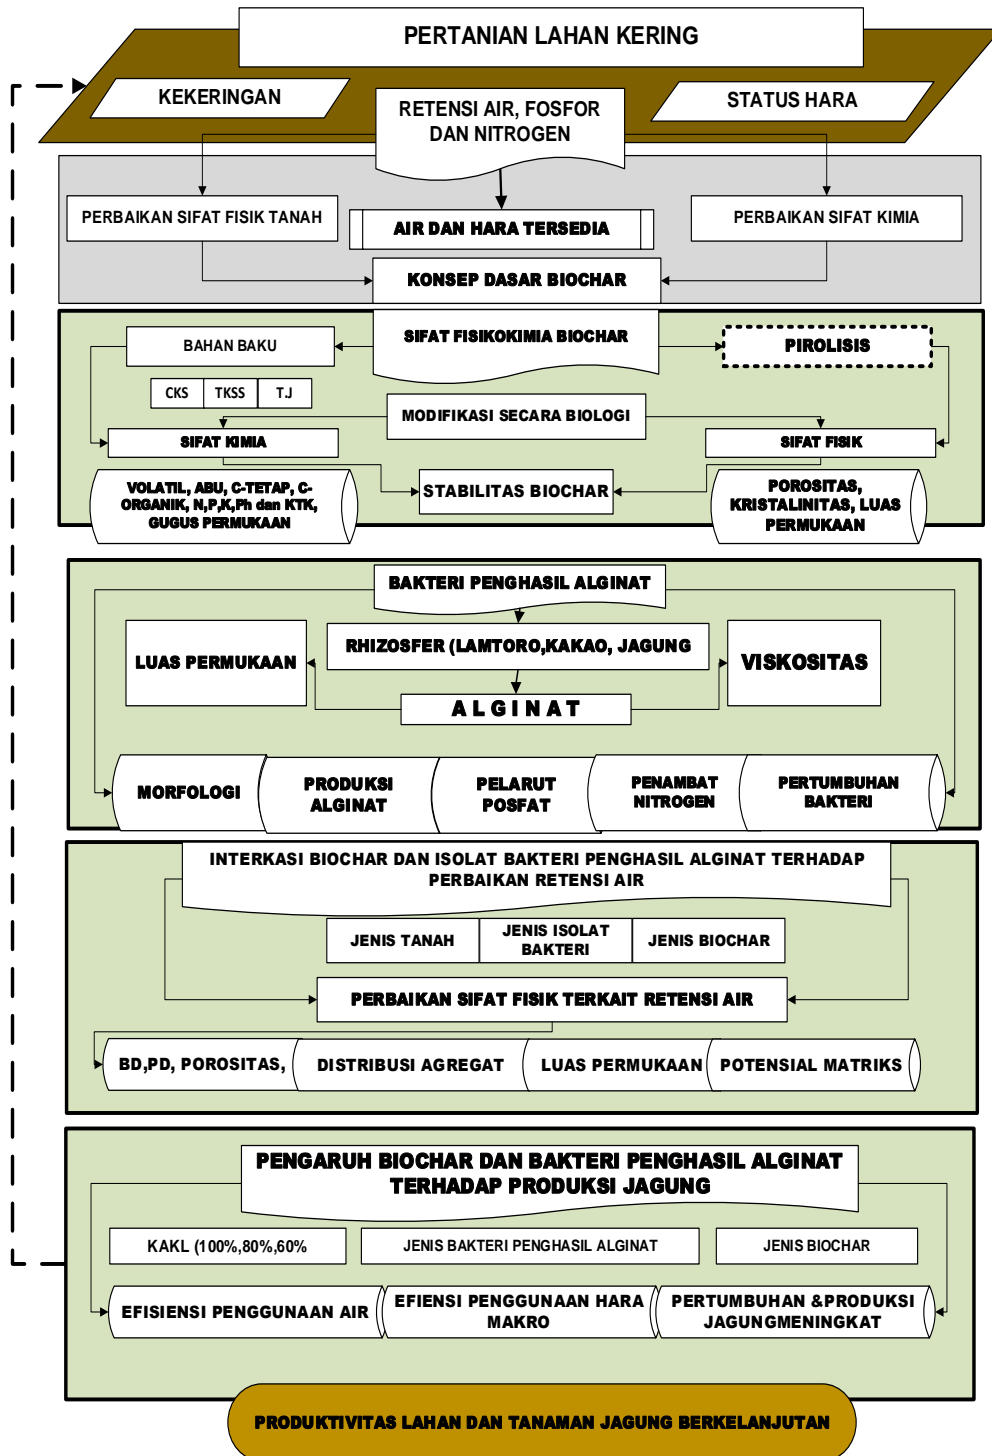 PERTANIAN LAHAN KERING
KEKERINGAN
RETENSI AIR, FOSFOR
DAN NITROGEN
STATUS HARA
PERBAIKAN SIFAT FISIK TANAH
AIR DAN HARA TERSEDIA
PERBAIKAN SIFAT KIMIA
KONSEP DASAR BIOCHAR
SIFAT FISIKOKIMIA BIOCHAR
BAHAN BAKU
PIROLISIS
CKS
TKSS
T.J
MODIFIKASI SECARA BIOLOGI
SIFAT KIMIA
SIFAT FISIK
VOLATIL, ABU, C-TETAP, C-
ORGANIK, N,P,K,Ph dan KTK,
GUGUS PERMUKAAN
STABILITAS BIOCHAR
POROSITAS,
KRISTALINITAS, LUAS
PERMUKAAN
BAKTERI PENGHASIL ALGINAT
RHIZOSFER (LAMTORO,KAKAO, JAGUNG
LUAS PERMUKAAN
VISKOSITAS
A L G I N A T
MORFOLOGI
PRODUKSI
ALGINAT
PELARUT
POSFAT
PENAMBAT
NITROGEN
PERTUMBUHAN
BAKTERI
INTERKASI BIOCHAR DAN ISOLAT BAKTERI PENGHASIL ALGINAT TERHADAP
PERBAIKAN RETENSI AIR
JENIS TANAH
JENIS ISOLAT
BAKTERI
JENIS BIOCHAR
PERBAIKAN SIFAT FISIK TERKAIT RETENSI AIR
BD,PD, POROSITAS,
DISTRIBUSI AGREGAT
LUAS PERMUKAAN
POTENSIAL MATRIKS
PENGARUH BIOCHAR DAN BAKTERI PENGHASIL ALGINAT
TERHADAP PRODUKSI JAGUNG
KAKL (100%,80%,60%
JENIS BAKTERI PENGHASIL ALGINAT
JENIS BIOCHAR
EFISIENSI PENGGUNAAN AIR
EFIENSI PENGGUNAAN HARA
MAKRO
PERTUMBUHAN &PRODUKSI
JAGUNGMENINGKAT
PRODUKTIVITAS LAHAN DAN TANAMAN JAGUNG BERKELANJUTAN